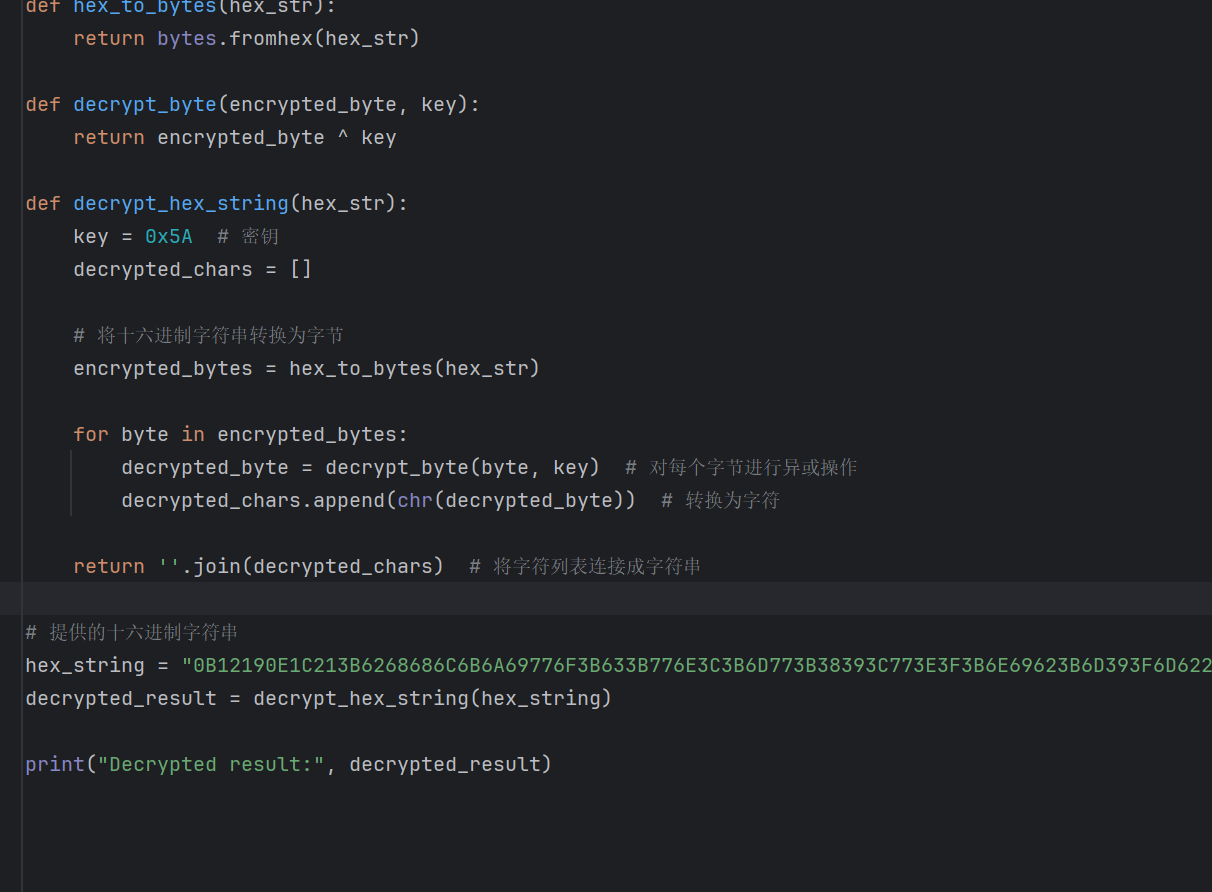 def hex_to_bytes(hex_str):
    return bytes.fromhex(hex_str)
def decrypt_byte(encrypted_byte, key):
    return encrypted_byte ^ key
def decrypt_hex_string(hex_str):
    key = 0x5A  # 密钥
    decrypted_chars = []
    # 将十六进制字符串转换为字节
    encrypted_bytes = hex_to_bytes(hex_str)
    for byte in encrypted_bytes:
        decrypted_byte = decrypt_byte(byte, key)  # 对每个字节进行异或操作
        decrypted_chars.append(chr(decrypted_byte))  # 转换为字符
    return ''.join(decrypted_chars)  # 将字符列表连接成字符串
# 提供的十六进制字符串
hex_string = "0B12190E1C213B6268686C6B6A69776F3B633B776E3C3B6D773B38393C773E3F3B6E69623B6D393F6D622
decrypted_result = decrypt_hex_string(hex_string)
print("Decrypted result:", decrypted_result)